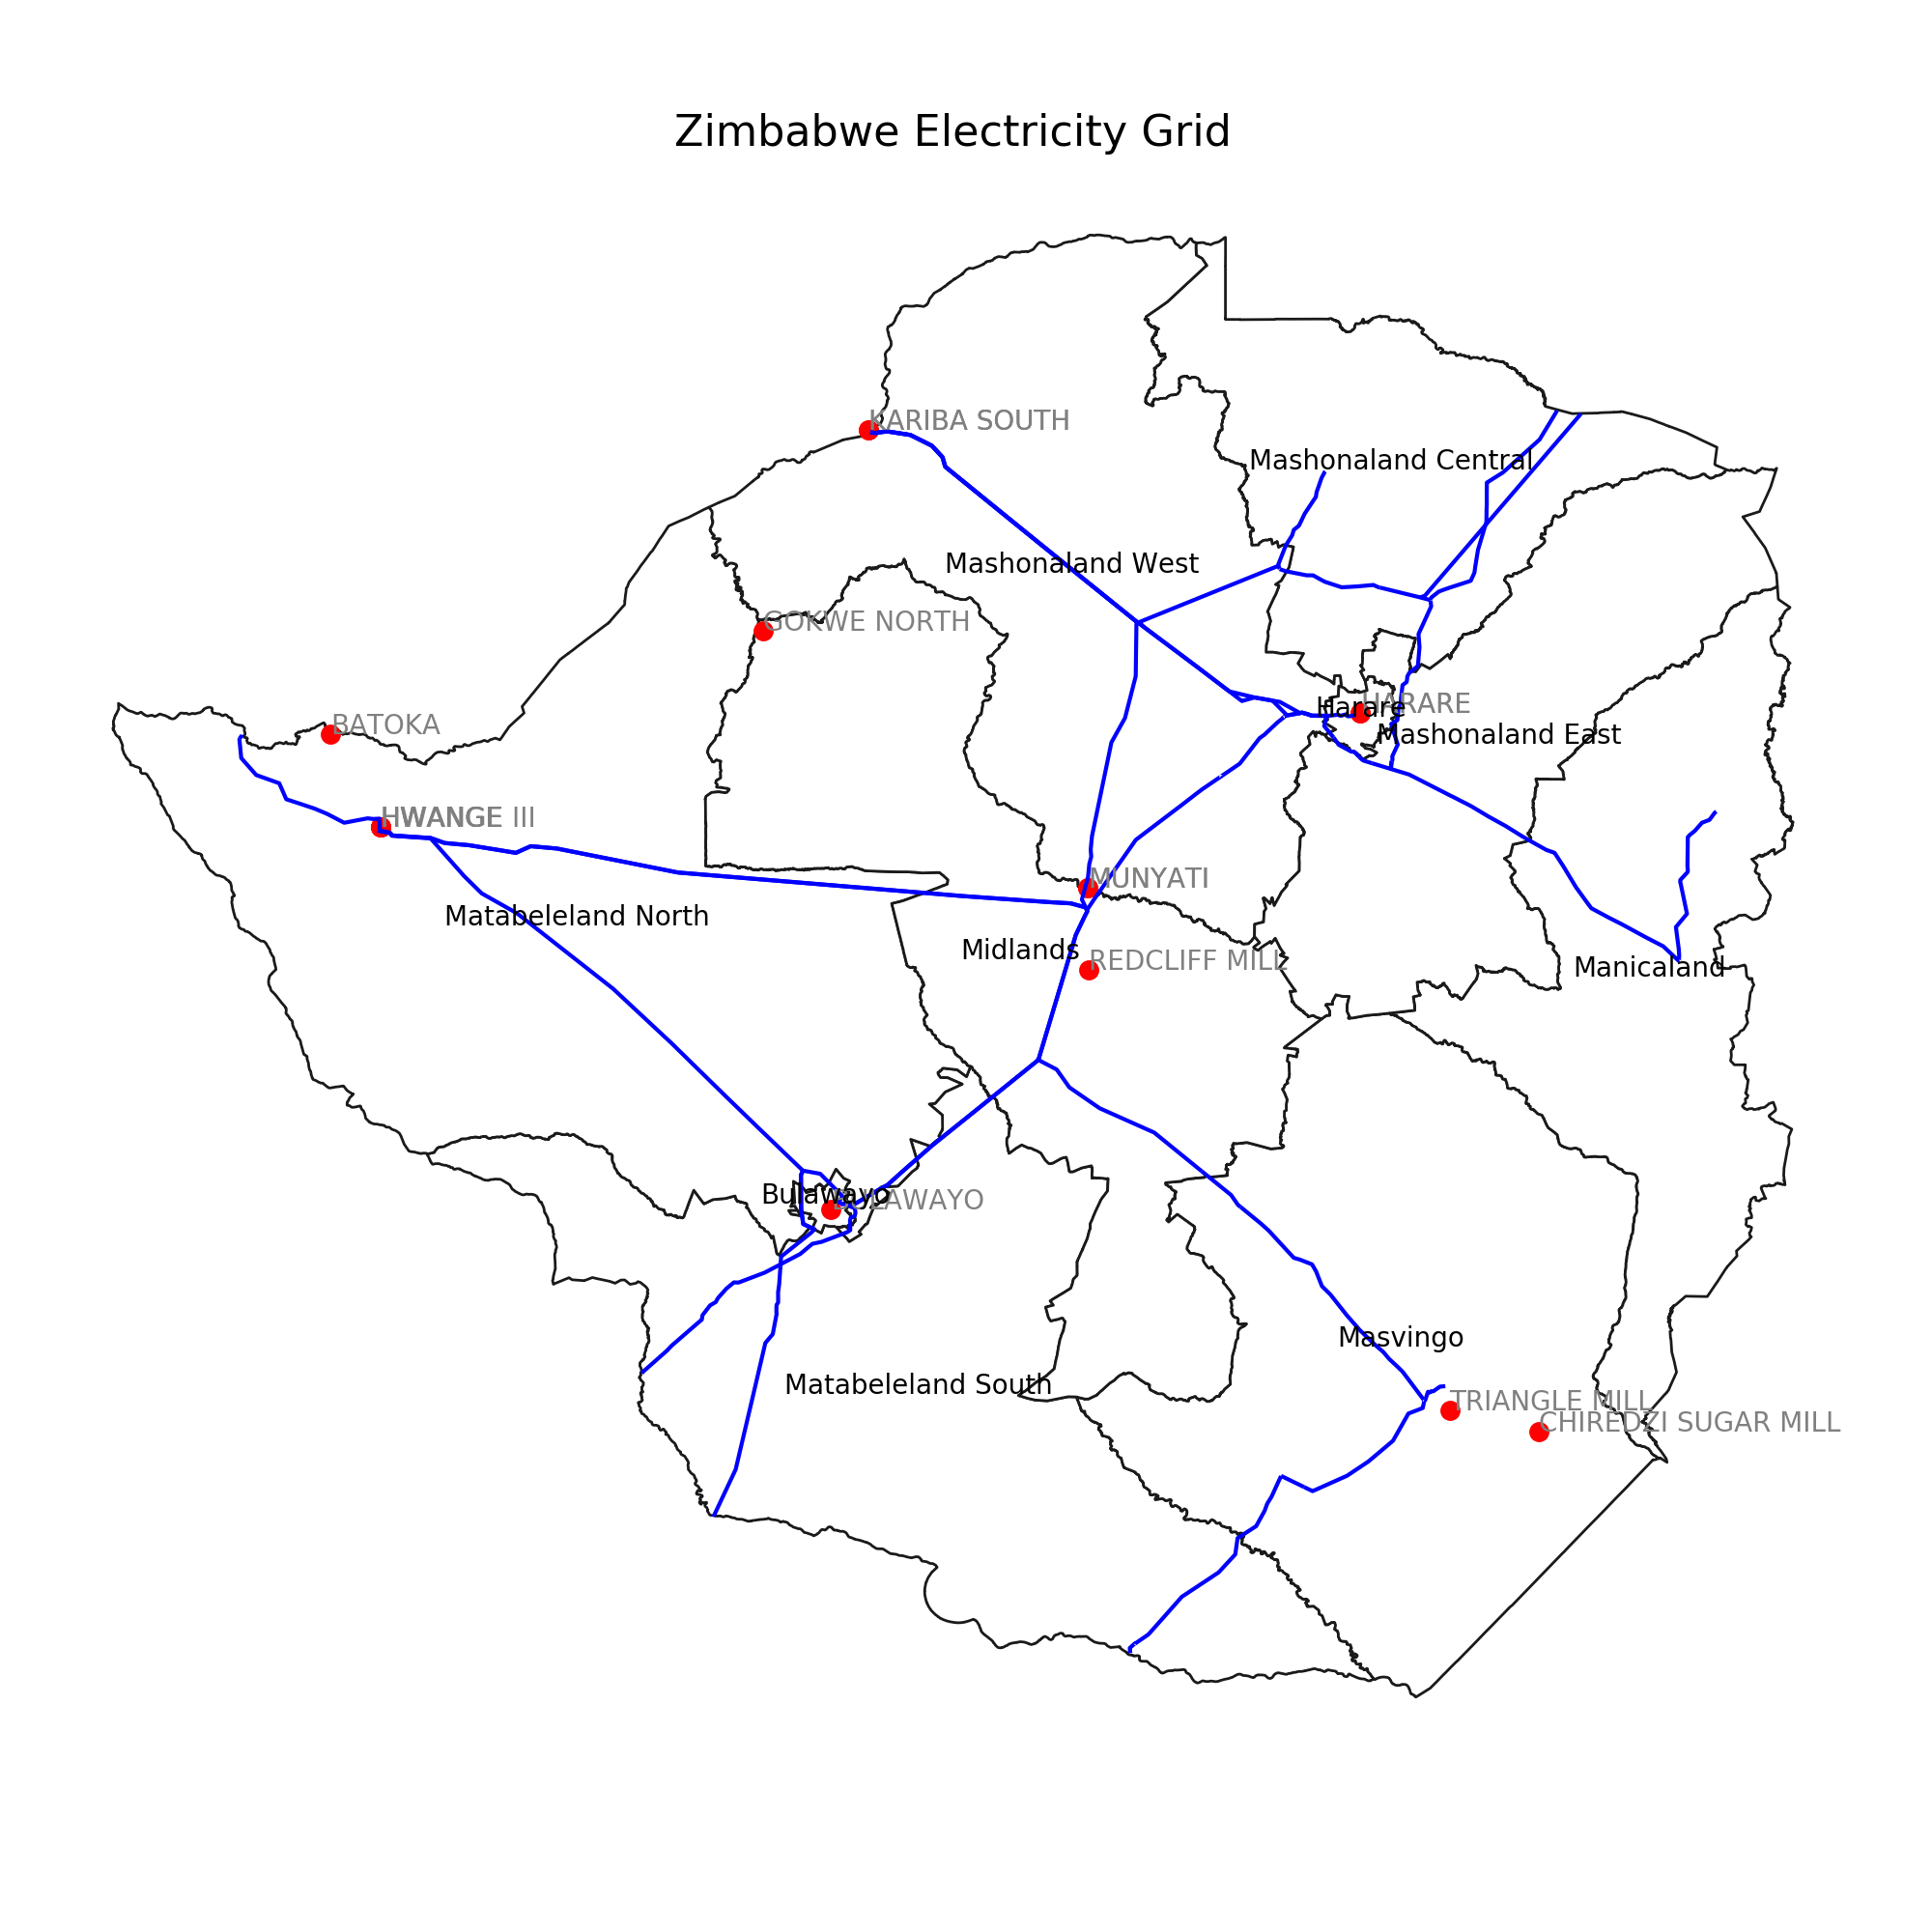 Zimbabwe Electricity Grid
KARIBA SOUTH
Mashonaland Central
Mashonaland West
GOKWE NORTH
HARARE
Harare
BATOKA
Mashonaland East
HWANGE III
MUNYATI
Matabeleland North
Midlands
REDCLIFF MILL
Manicaland
Bulawayo
BULAWAYO
Masvingo
Matabeleland South
TRIANGLE MILL
CHIREDZI SUGAR MILL